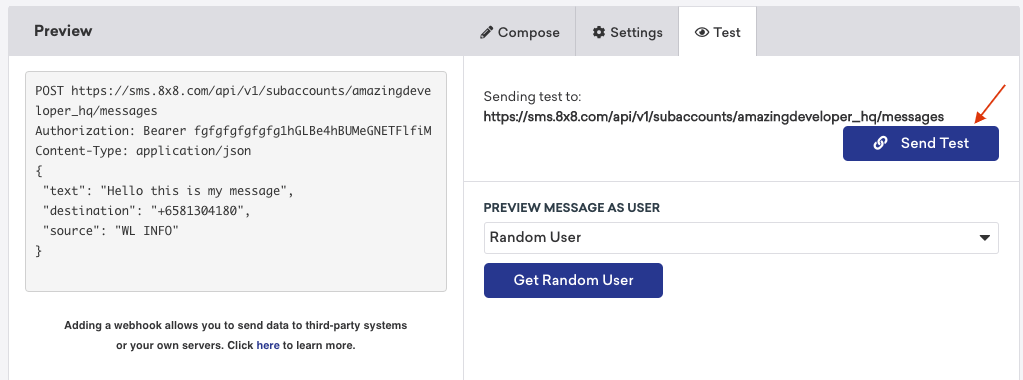 Preview
Compose
Settings
Test
POST https://sms.8x8.com/api/v1/subaccounts/amazingdeve
loper_hq/messages
Authorization: Bearer fgfgfgfgfgfg1hGLBe4hBUMeGNETFlfiM
Content-Type: application/json
{
"text": "Hello this is my message",
"destination": "+6581304180",
"source": "WL INFO"
}
Adding a webhook allows you to send data to third-party systems
or your own servers. Click here to learn more.
Sending test to:
https://sms.8x8.com/api/v1/subaccounts/amazingdeveloper_hq/messages
Send Test
PREVIEW MESSAGE AS USER
Random User
Get Random User